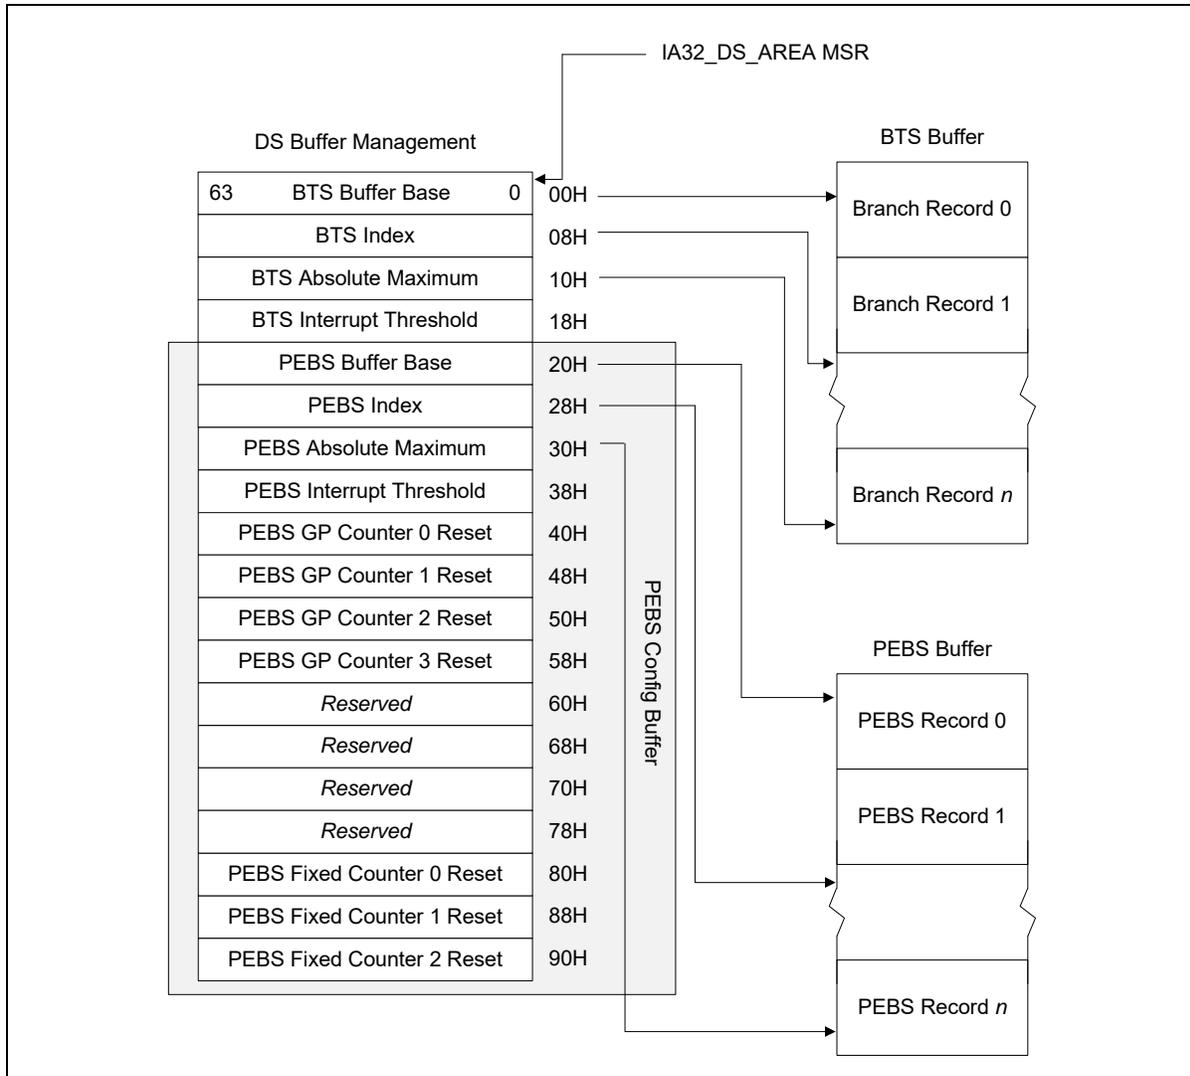 IA32_DS_AREA MSR
DS Buffer Management
BTS Buffer
63 BTS Buffer Base 0 00H
BTS Index 08H
BTS Absolute Maximum 10H
BTS Interrupt Threshold 18H
PEBS Buffer Base 20H
PEBS Index 28H
PEBS Absolute Maximum 30H
PEBS Interrupt Threshold 38H
PEBS GP Counter 0 Reset 40H
PEBS GP Counter 1 Reset 48H
PEBS GP Counter 2 Reset 50H
PEBS GP Counter 3 Reset 58H
Reserved 60H
Reserved 68H
Reserved 70H
Reserved 78H
PEBS Fixed Counter 0 Reset 80H
PEBS Fixed Counter 1 Reset 88H
PEBS Fixed Counter 2 Reset 90H
PEBS Config Buffer
Branch Record 0
Branch Record 1
Branch Record n
PEBS Buffer
PEBS Record 0
PEBS Record 1
PEBS Record n